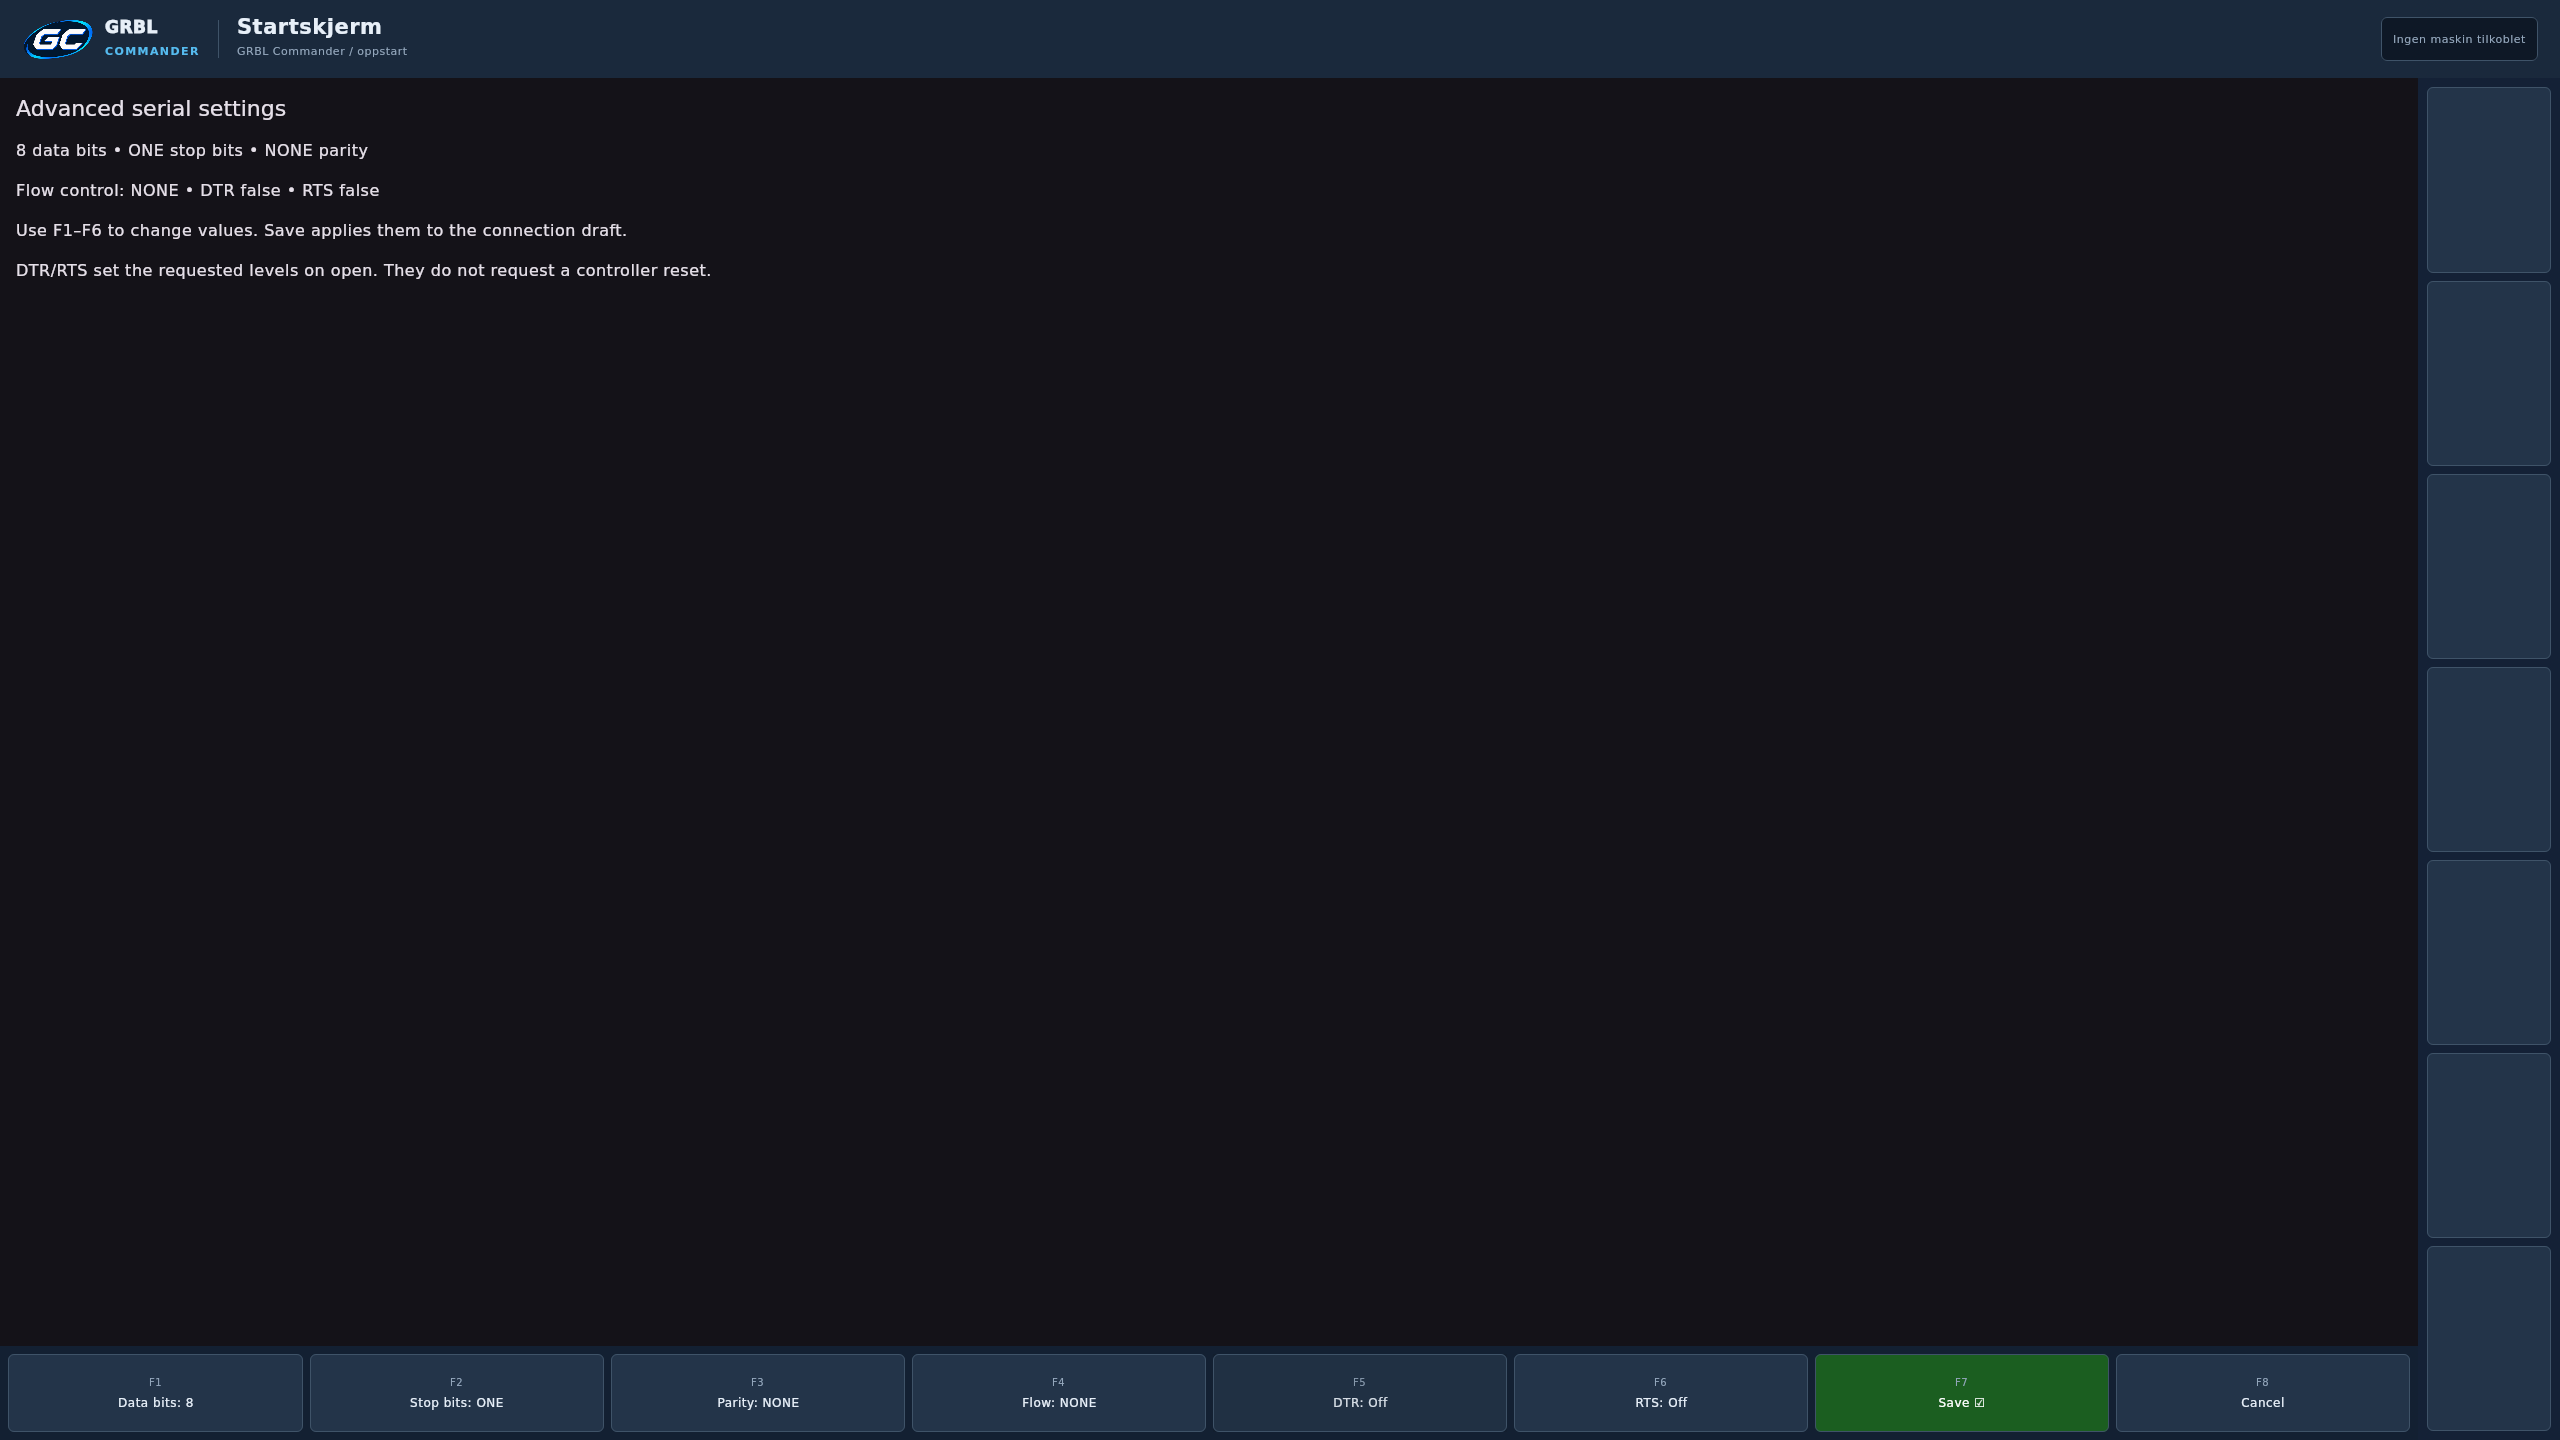 GC
GRBL
COMMANDER
Startskjerm
GRBL Commander / oppstart
Ingen maskin tilkoblet
Advanced serial settings
8 data bits • ONE stop bits • NONE parity
Flow control: NONE • DTR false • RTS false
Use F1–F6 to change values. Save applies them to the connection draft.
DTR/RTS set the requested levels on open. They do not request a controller reset.
F1
Data bits: 8
F2
Stop bits: ONE
F3
Parity: NONE
F4
Flow: NONE
F5
DTR: Off
F6
RTS: Off
F7
Save ☑
F8
Cancel